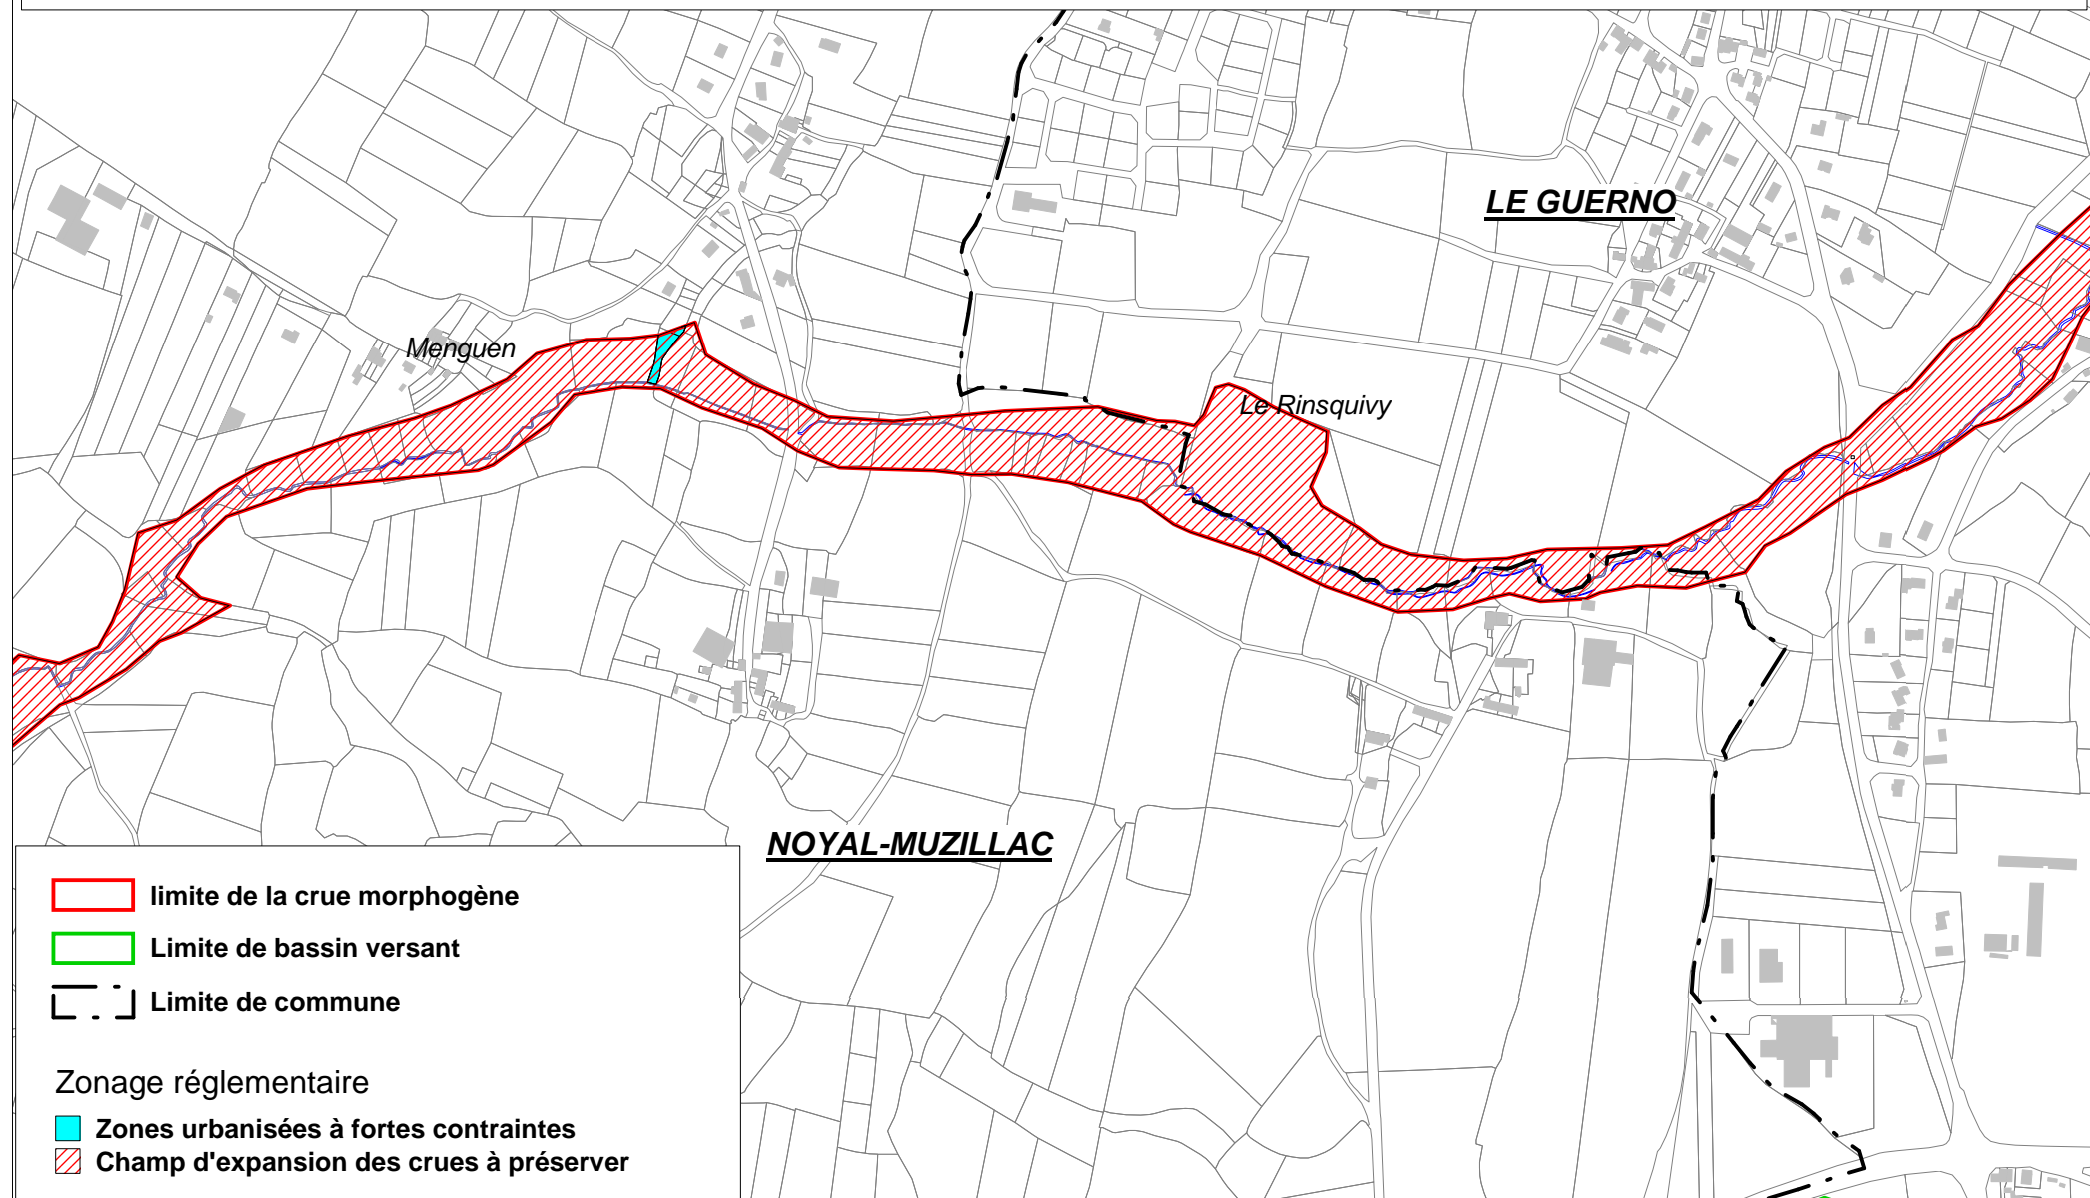 LE GUERNO
Menguen
Le Rinsquivy
NOYAL-MUZILLAC
limite de la crue morphogène
Limite de bassin versant
Limite de commune
Zonage réglementaire
Zones urbanisées à fortes contraintes
Champ d'expansion des crues à préserver